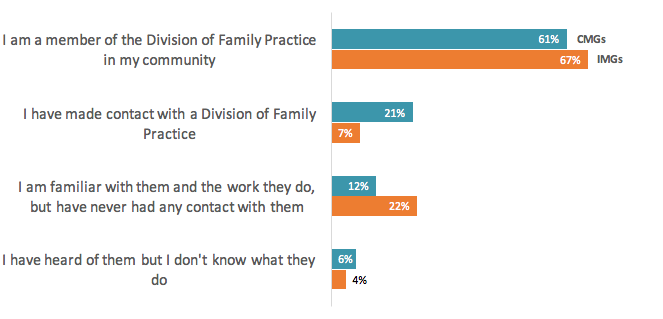 I am a member of the Division of Family Practice
in my community
61%
CMGs
67%
IMGs
I have made contact with a Division of Family
Practice
21%
7%
I am familiar with them and the work they do,
but have never had any contact with them
12%
22%
I have heard of them but I don't know what they
do
6%
4%